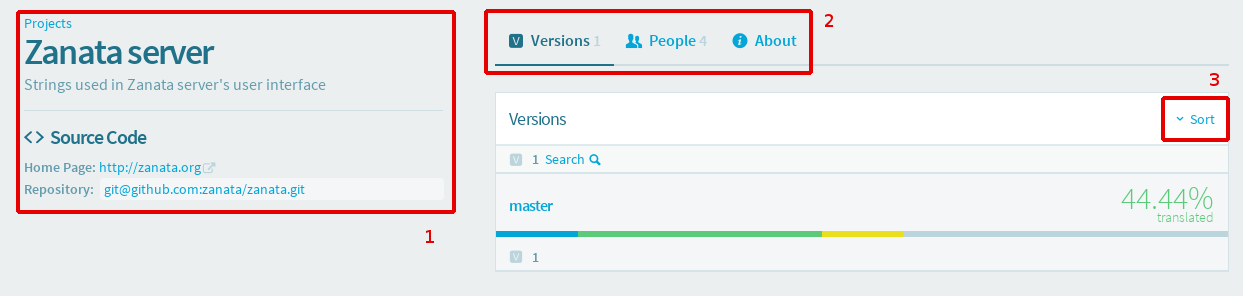 Projects
Zanata server
Strings used in Zanata server's user interface
Source Code
Home Page: http://zanata.org
Repository: git@github.com:zanata/zanata.git
1
V Versions 1 People 4 i About
2
3
Versions
Sort
V 1 Search
master
44.44%
translated
V 1